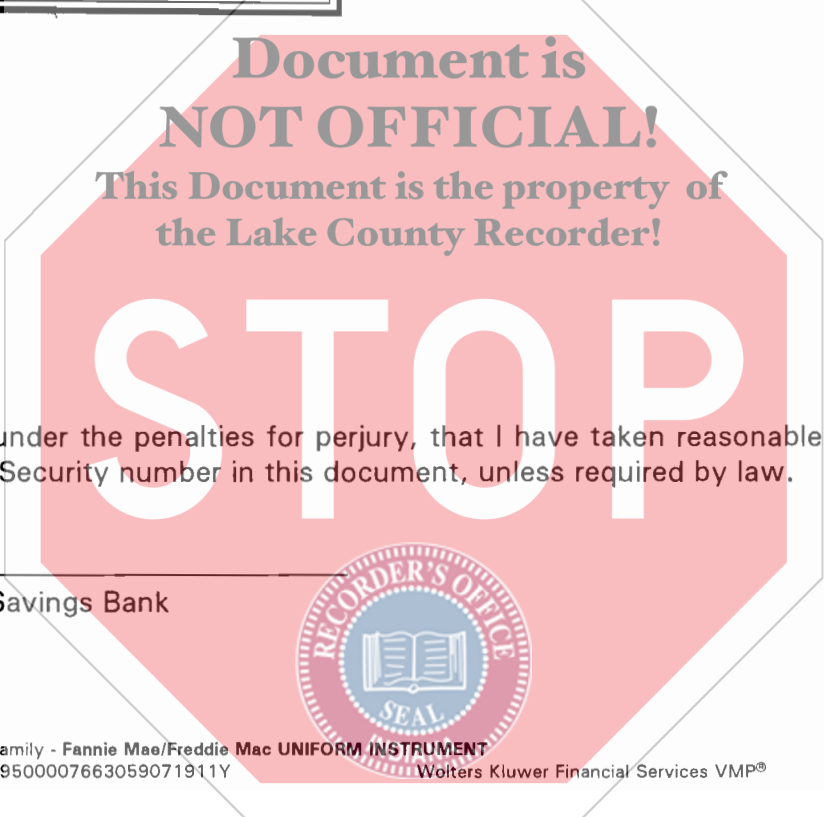 Document is
NOT OFFICIAL!
This Document is the property of
the Lake County Recorder!
STOP
under the penalties for perjury, that I have taken reasonable
Security number in this document, unless required by law.
Savings Bank
RECORDER'S OFFICE
SEAL
INDIANA
amily - Fannie Mae/Freddie Mac UNIFORM INSTRUMENT
9500007663059071911Y Wolters Kluwer Financial Services VMP®